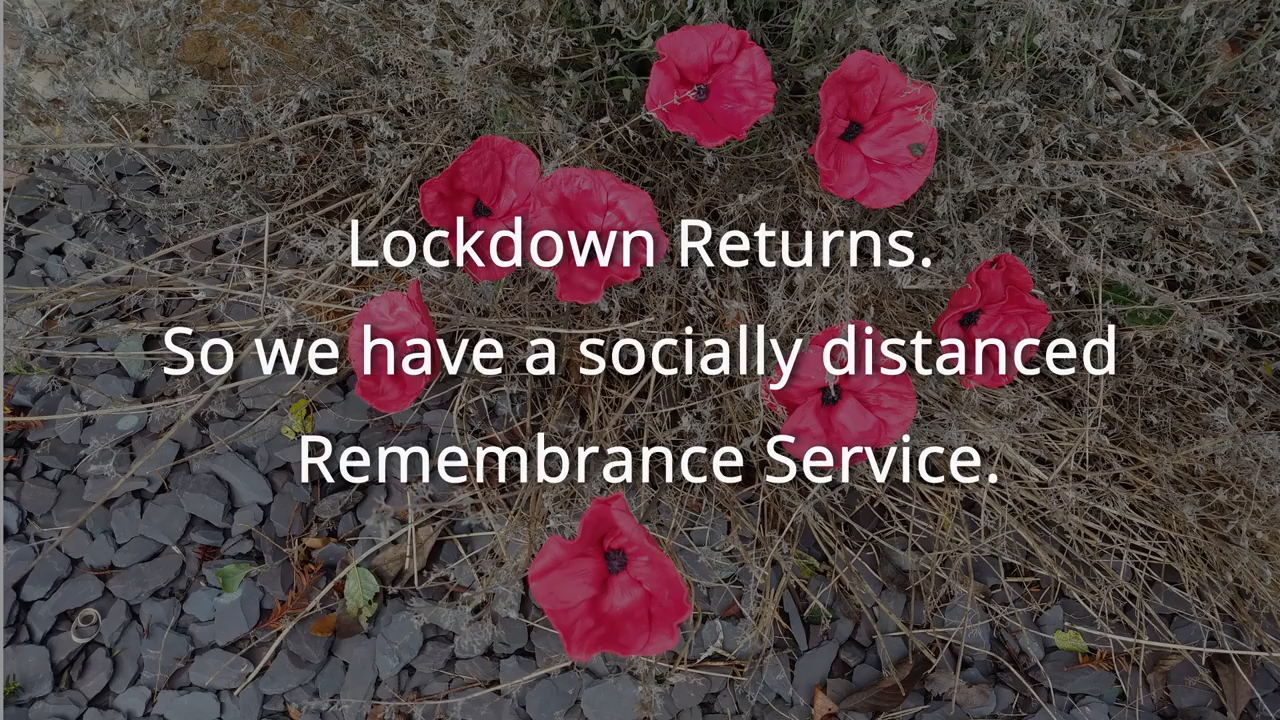 Lockdown Returns.
So we have a socially distanced
Remembrance Service.